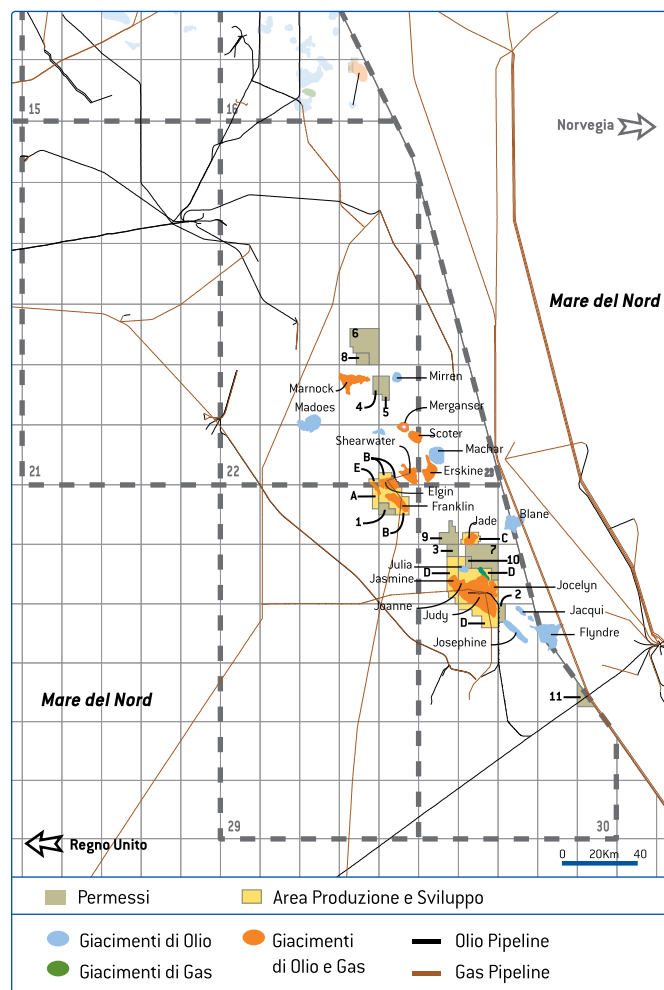 15
16
Norvegia
Mare del Nord
6
8
Marnock
Mirren
4
5
Madoes
Merganser
Scoter
Shearwater
Machar
B
E
Erskine
23
21
22
A
Elgin
Franklin
1
B
Blane
Jade
9
C
3
7
10
Julia
D
D
Jasmine
Jocelyn
2
Joanne
Judy
Jacqui
D
Josephine
Flyndre
11
Mare del Nord
29
30
Regno Unito
0 20Km 40
Permessi
Area Produzione e Sviluppo
Giacimenti di Olio
Giacimenti
di Olio e Gas
Olio Pipeline
Giacimenti di Gas
Gas Pipeline